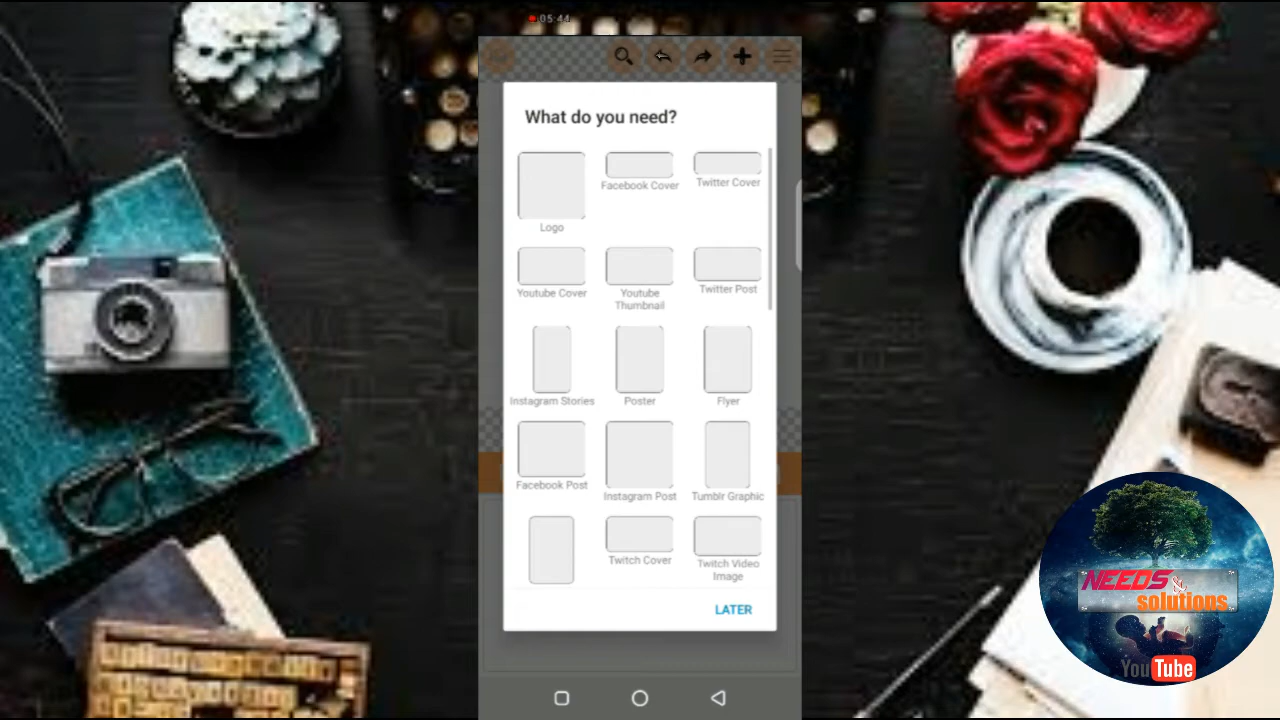 05:44
What do you need?
Logo
Facebook Cover
Twitter Cover
Youtube Cover
Youtube
Thumbnail
Twitter Post
Instagram Stories
Poster
Flyer
Facebook Post
Instagram Post
Tumblr Graphic
Twitch Cover
Twitch Video
Image
LATER
NEEDS
solutions
YouTube